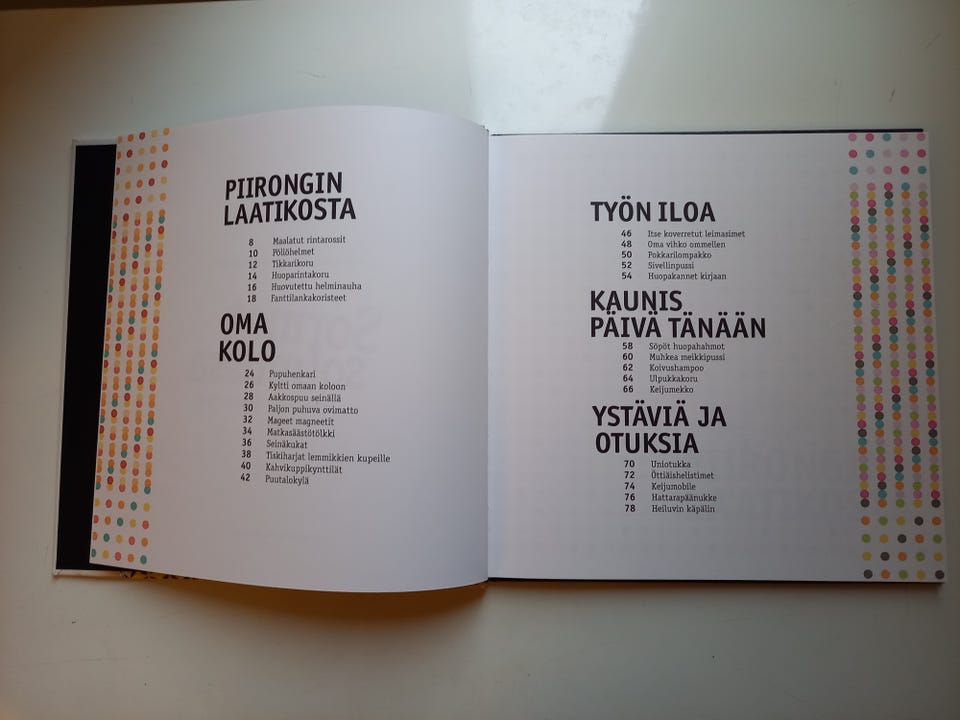 PIIRONGIN
LAATIKOSTA
8 Maalatut rintarossit
10 Pöllöhelmet
12 Tikkarikoru
14 Huoparintakoru
16 Huovutettu helminauha
18 Fanttilankakoristeet
OMA
KOLO
24 Pupuhenkari
26 Kyltti omaan koloon
28 Aakkospuu seinällä
30 Paljon puhuva ovimatto
32 Mageet magneetit
34 Matkasäästötölkki
36 Seinäkukat
38 Tiskiharjat lemmikkien kupeille
40 Kahvikuppikynttilät
42 Puutalokylä
TYÖN ILOA
46 Itse koverretut leimasimet
48 Oma vihko ommellen
50 Pokkarilompakko
52 Sivellinpussi
54 Huopakannet kirjaan
KAUNIS
PÄIVÄ TÄNÄÄN
58 Söpöt huopahahmot
60 Muhkea meikkipussi
62 Koivushampoo
64 Ulpukkakoru
66 Keijumekko
YSTÄVIÄ JA
OTUKSIA
70 Uniotukka
72 Öttiäishelistimet
74 Keijumobile
76 Hattarapäänukke
78 Heiluvin käpälin